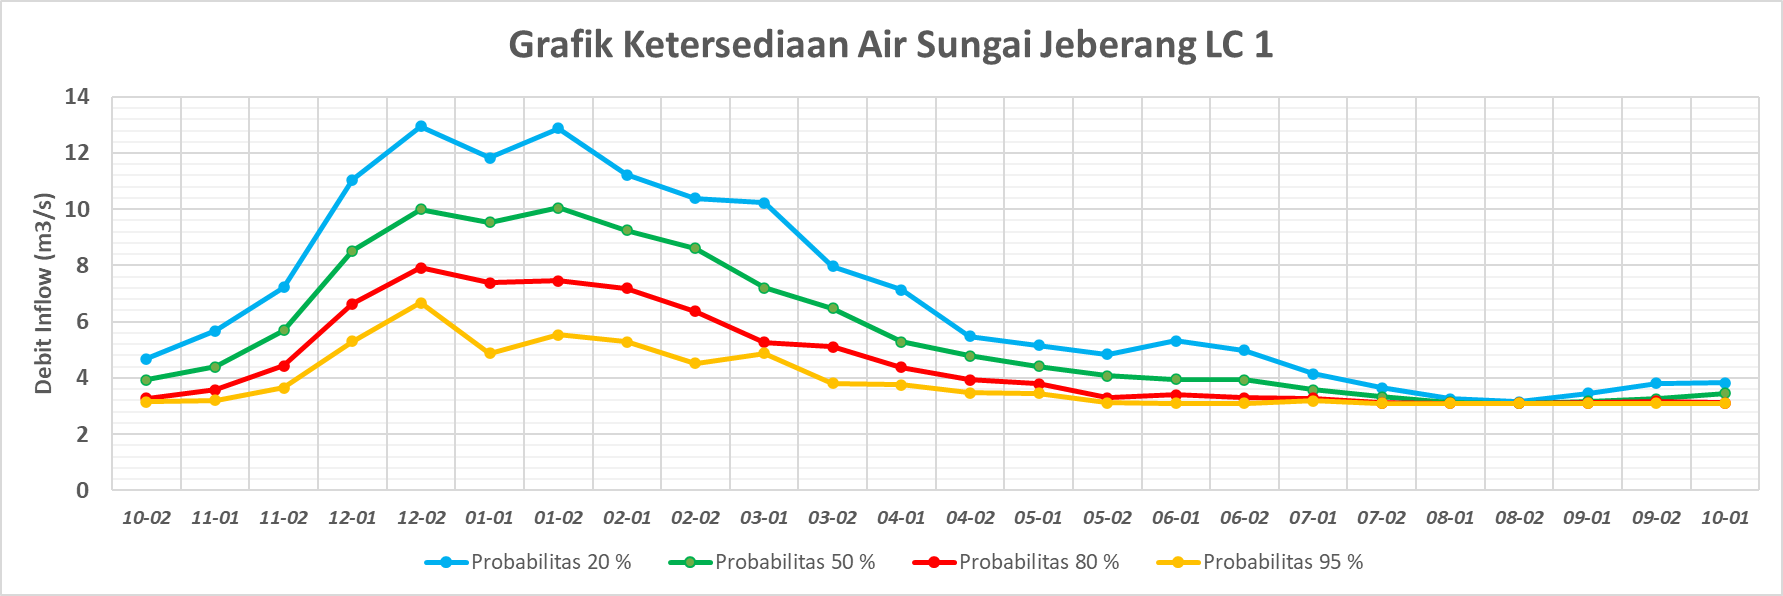 Grafik Ketersediaan Air Sungai Jeberang LC 1
Debit Inflow (m3/s)
14
12
10
8
6
4
2
0
10-02 11-01 11-02 12-01 12-02 01-01 01-02 02-01 02-02 03-01 03-02 04-01 04-02 05-01 05-02 06-01 06-02 07-01 07-02 08-01 08-02 09-01 09-02 10-01
Probabilitas 20 % Probabilitas 50 % Probabilitas 80 % Probabilitas 95 %